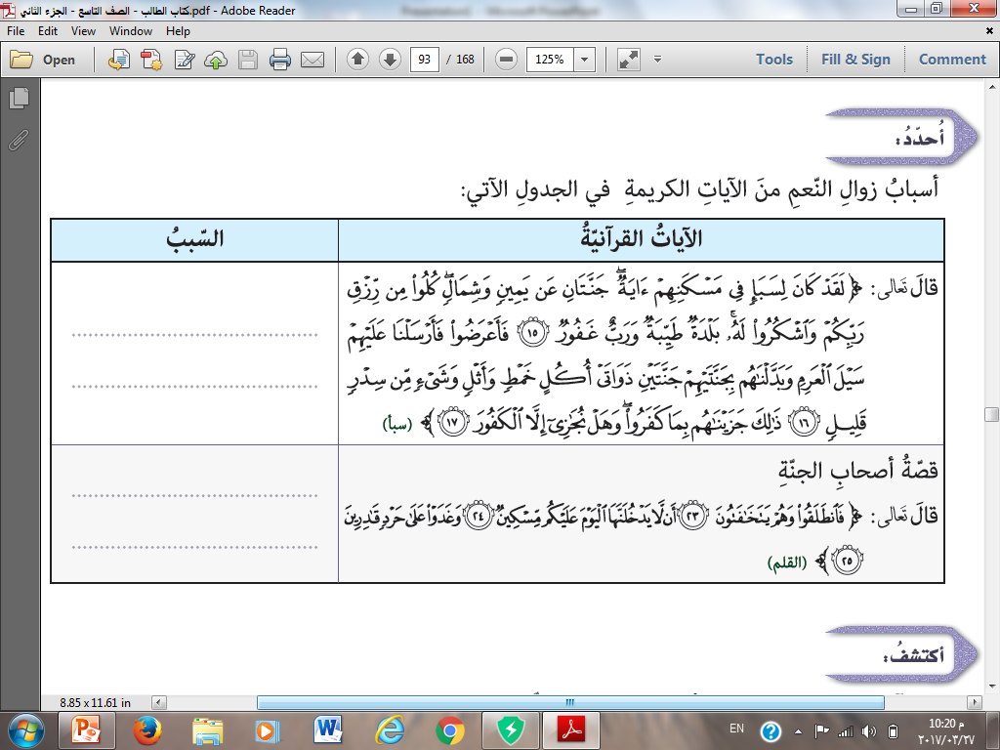 كتاب الطالب - الصف التاسع - الجزء الثاني.pdf - Adobe Reader
File Edit View Window Help
Open 93 / 168 125% Tools Fill & Sign Comment
أُحدّدُ:
أسبابُ زوالِ النّعمِ منَ الآياتِ الكريمةِ في الجدولِ الآتي:
الآياتُ القرآنيّةُ السّببُ
قالَ تَعالى: ﴿ لَقَدْ كَانَ لِسَبَإٍ فِي مَسْكَنِهِمْ ءَايَةٌ ۖ جَنَّتَانِ عَن يَمِينٍ وَشِمَالٍ ۖ كُلُوا۟ مِن رِّزْقِ
رَبِّكُمْ وَٱشْكُرُوا۟ لَهُۥ ۚ بَلْدَةٌ طَيِّبَةٌ وَرَبٌّ غَفُورٌ ١٥ فَأَعْرَضُوا۟ فَأَرْسَلْنَا عَلَيْهِمْ
سَيْلَ ٱلْعَرِمِ وَبَدَّلْنَٰهُم بِجَنَّتَيْهِمْ جَنَّتَيْنِ ذَوَاتَىْ أُكُلٍ خَمْطٍ وَأَثْلٍ وَشَىْءٍ مِّن سِدْرٍ
قَلِيلٍ ١٦ ذَٰلِكَ جَزَيْنَٰهُم بِمَا كَفَرُوا۟ ۖ وَهَلْ نُجَٰزِىٓ إِلَّا ٱلْكَفُورَ ١٧ ﴾ (سبأ)
قصّةُ أصحابِ الجنّةِ
قالَ تَعالى: ﴿ فَٱنطَلَقُوا۟ وَهُمْ يَتَخَٰفَتُونَ ٢٣ أَن لَّا يَدْخُلَنَّهَا ٱلْيَوْمَ عَلَيْكُم مِّسْكِينٌ ٢٤ وَغَدَوْا۟ عَلَىٰ حَرْدٍ قَٰدِرِينَ
٢٥ ﴾ (القلم)
أكتشفُ:
8.85 x 11.61 in
EN
10:20 م
٢٠١٧/٠٣/٢٧